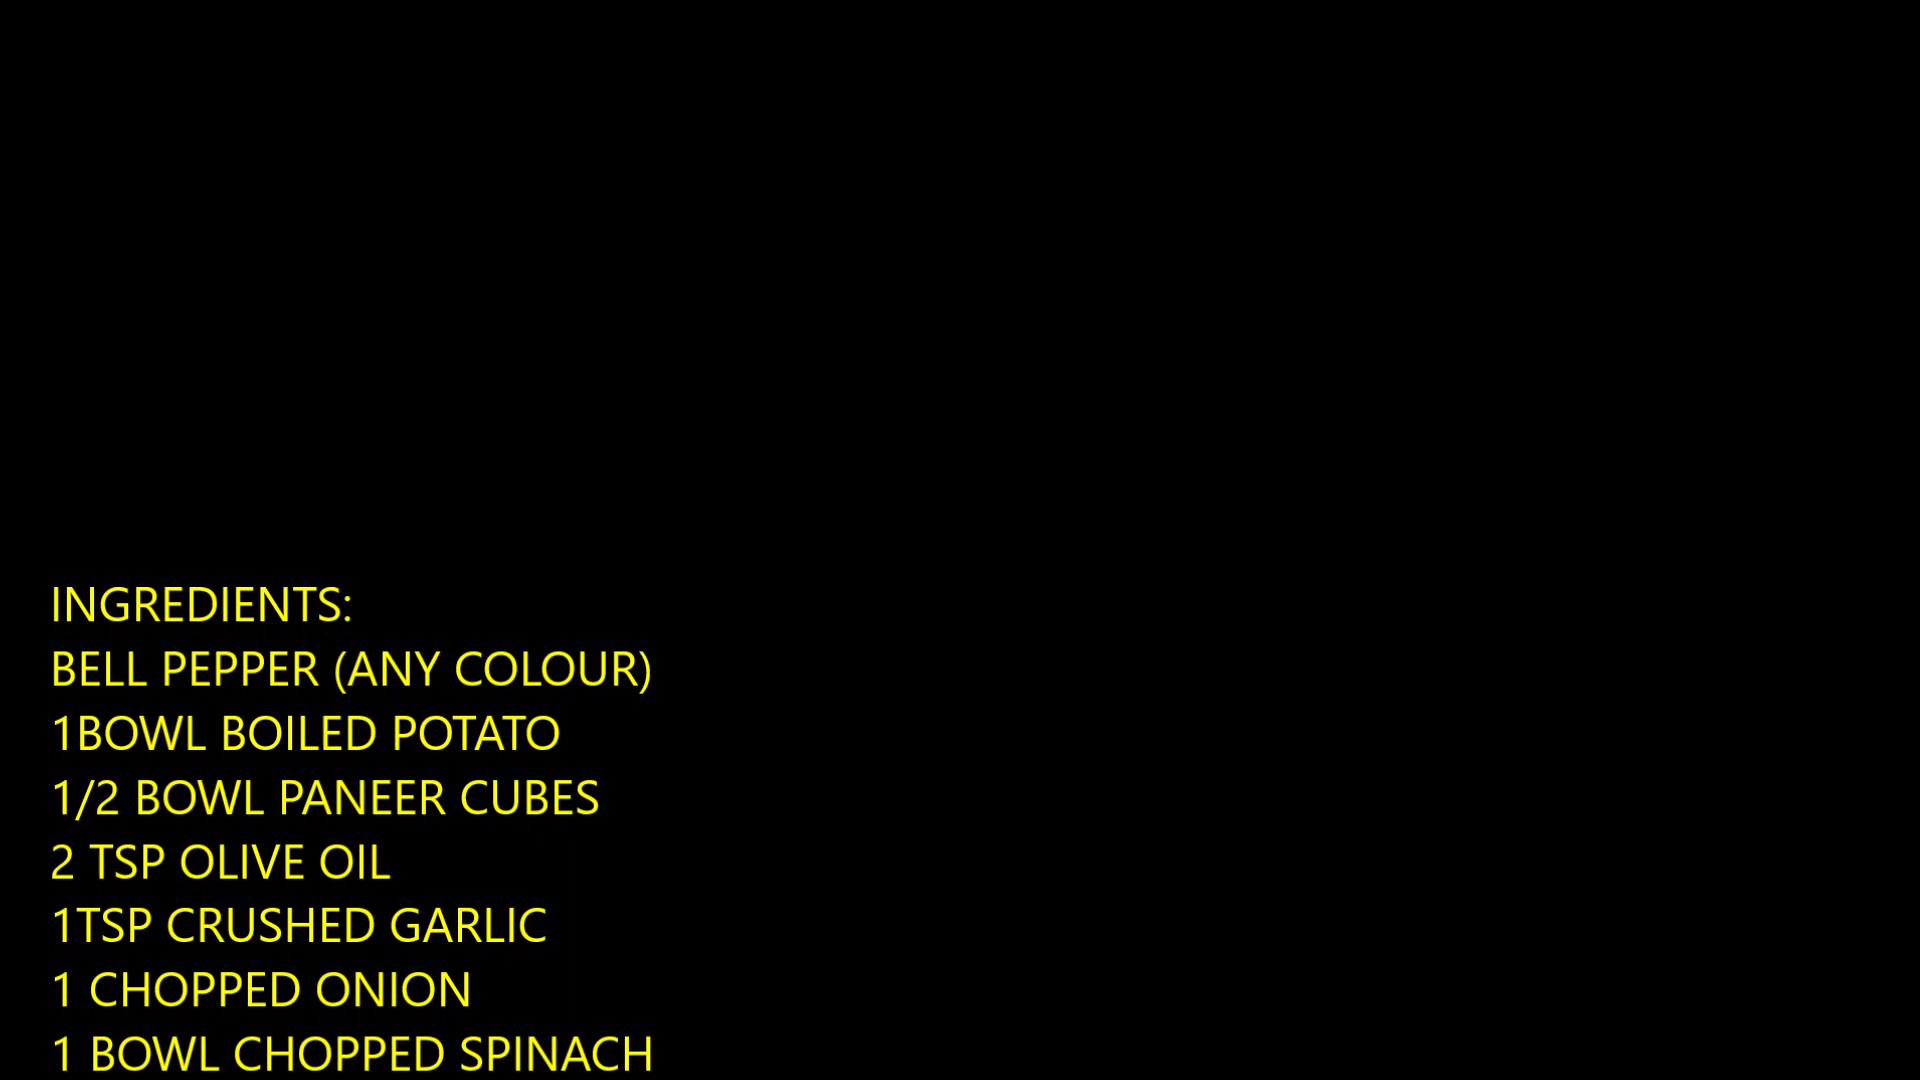 INGREDIENTS:
BELL PEPPER (ANY COLOUR)
1BOWL BOILED POTATO
1/2 BOWL PANEER CUBES
2 TSP OLIVE OIL
1TSP CRUSHED GARLIC
1 CHOPPED ONION
1 BOWL CHOPPED SPINACH